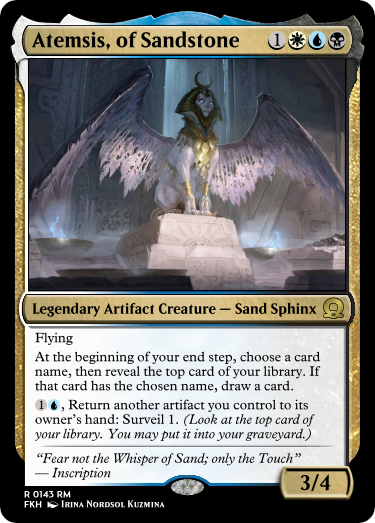 Atemsis, of Sandstone 1
Legendary Artifact Creature — Sand Sphinx
Flying
At the beginning of your end step, choose a card
name, then reveal the top card of your library. If
that card has the chosen name, draw a card.
1, Return another artifact you control to its
owner's hand: Surveil 1. (Look at the top card of
your library. You may put it into your graveyard.)
“Fear not the Whisper of Sand; only the Touch”
— Inscription
3/4
R 0143 RM
FKH Irina Nordsol Kuzmina